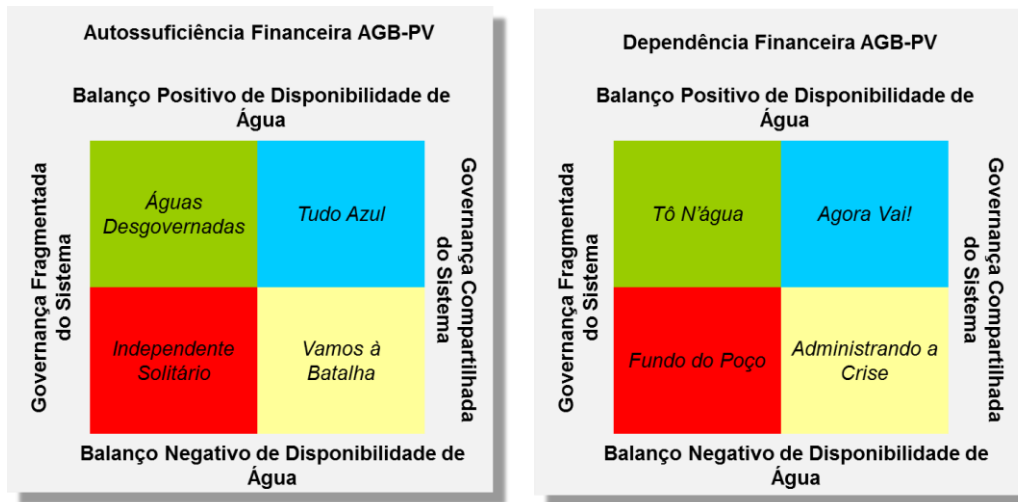 Autossuficiência Financeira AGB-PV
Balanço Positivo de Disponibilidade de
Água
Governança Fragmentada
do Sistema
Águas
Desgovernadas
Tudo Azul
Independente
Solitário
Vamos à
Batalha
Governança Compartilhada
do Sistema
Balanço Negativo de Disponibilidade de
Água
Dependência Financeira AGB-PV
Balanço Positivo de Disponibilidade de
Água
Governança Fragmentada
do Sistema
Tô N'água
Agora Vai!
Fundo do Poço
Administrando a
Crise
Governança Compartilhada
do Sistema
Balanço Negativo de Disponibilidade de
Água